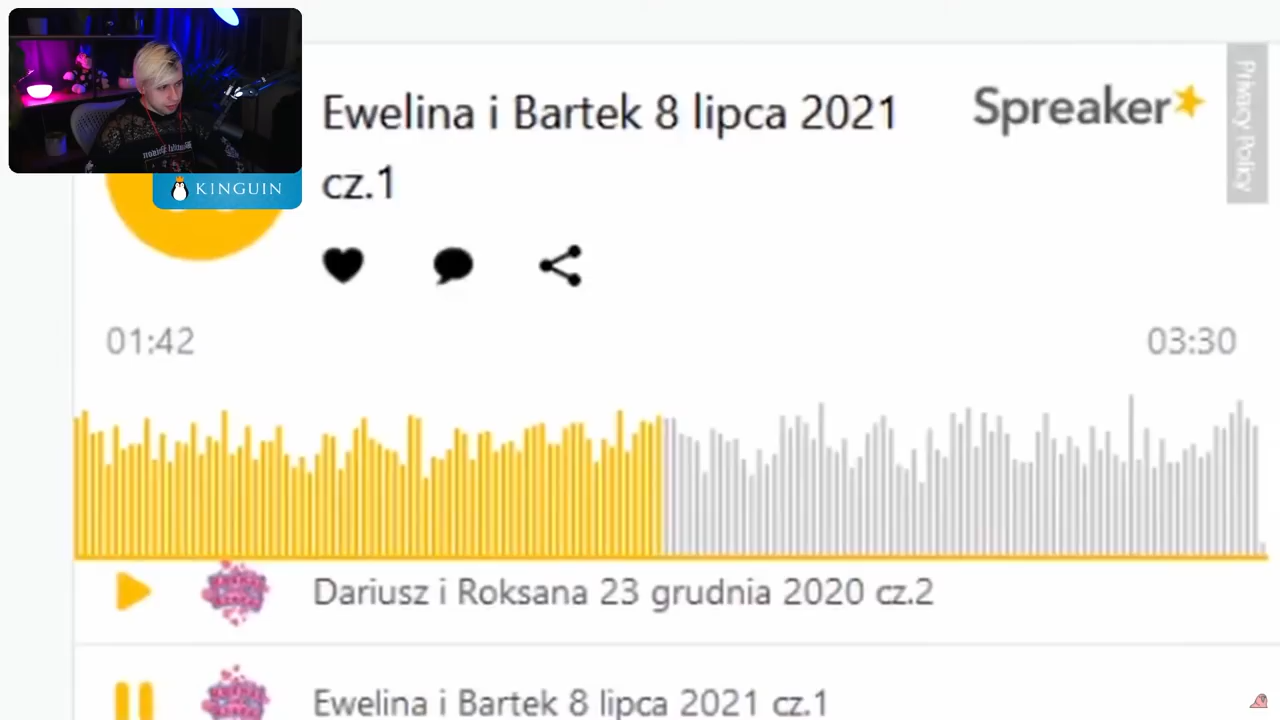 Ewelina i Bartek 8 lipca 2021
cz.1
Spreaker
Privacy Policy
KINGUIN
01:42
03:30
Dariusz i Roksana 23 grudnia 2020 cz.2
Ewelina i Bartek 8 lipca 2021 cz.1